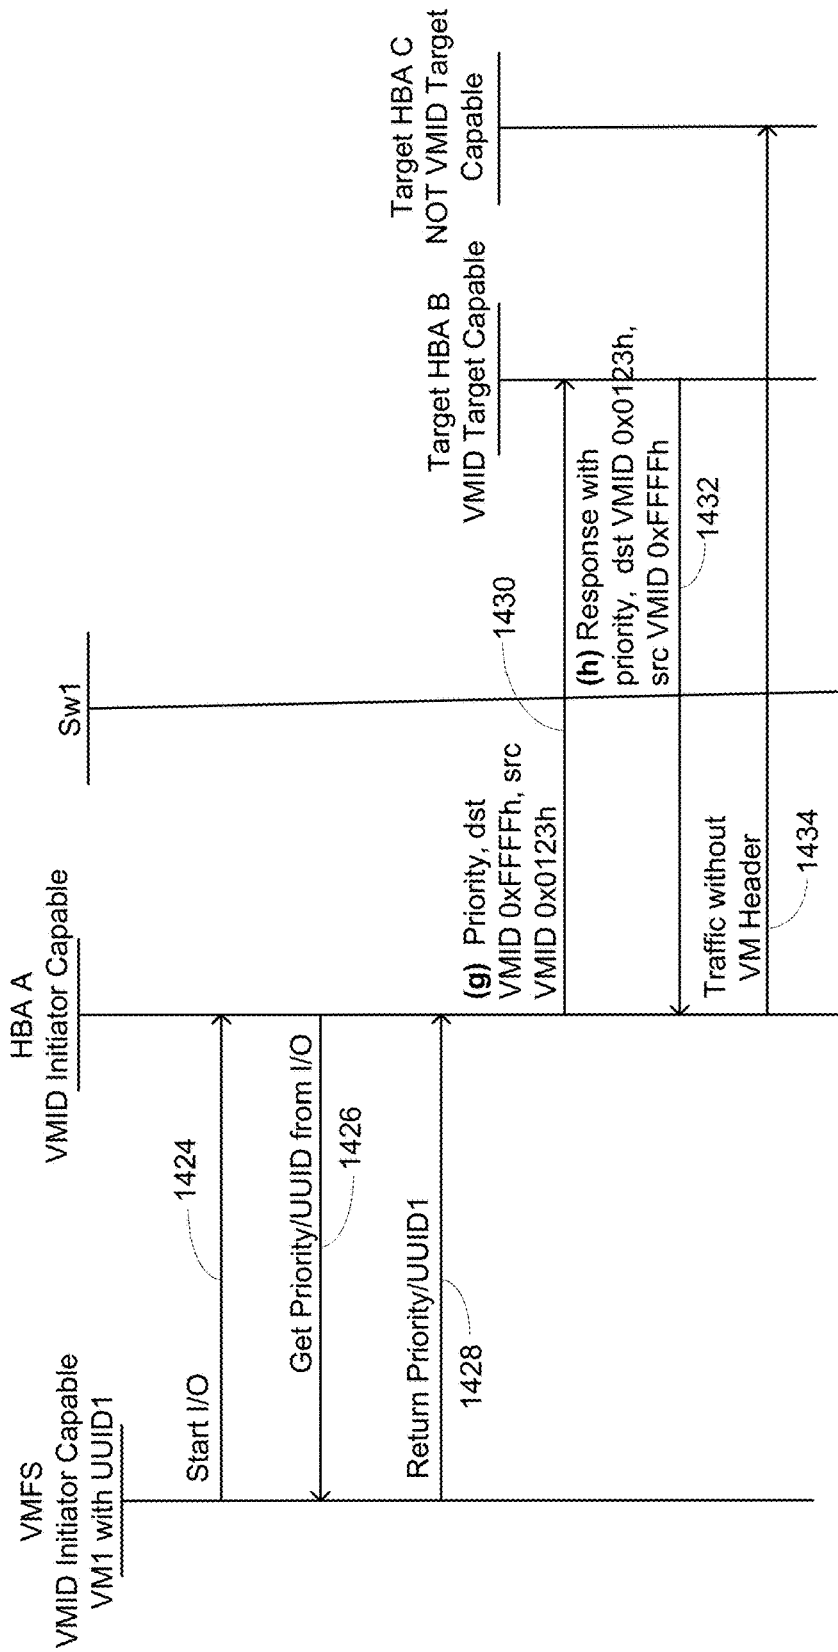 VMFS
VMID Initiator Capable
VM1 with UUID1
HBA A
VMID Initiator Capable
Sw1
Target HBA B
VMID Target Capable
Target HBA C
NOT VMID Target
Capable
Start I/O
1424
Get Priority/UUID from I/O
1426
Return Priority/UUID1
1428
(g) Priority, dst
VMID 0xFFFFh, src
VMID 0x0123h
1430
(h) Response with
priority, dst VMID 0x0123h,
src VMID 0xFFFFh
1432
Traffic without
VM Header
1434